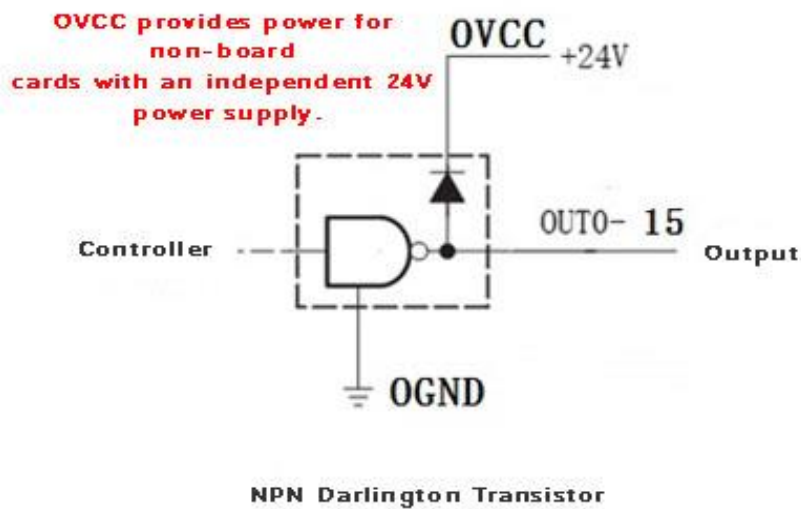 OVCC provides power for
non-board
cards with an independent 24V
power supply.
OVCC
+24V
Controller
OUT0- 15
Output
OGND
NPN Darlington Transistor